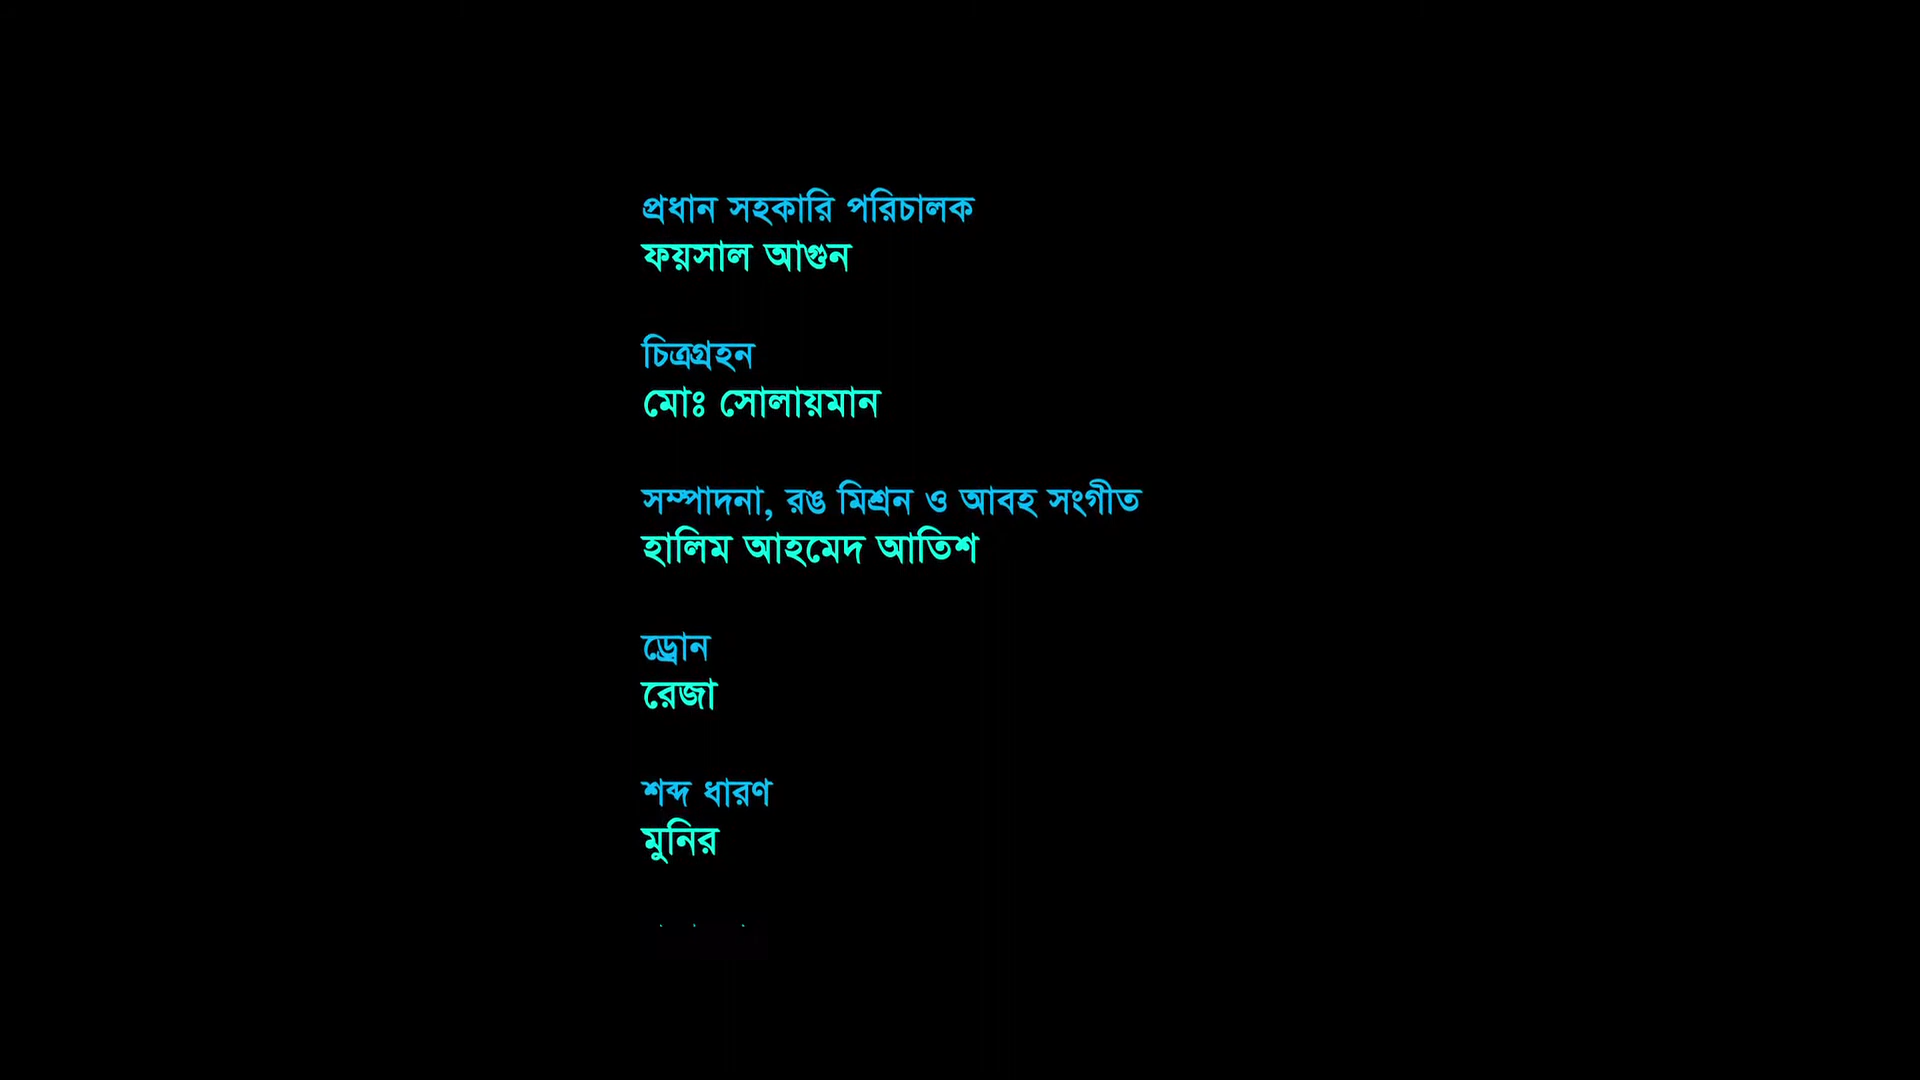 প্রধান সহকারি পরিচালক
ফয়সাল আগুন
চিত্রগ্রহন
মোঃ সোলায়মান
সম্পাদনা, রঙ মিশ্রন ও আবহ সংগীত
হালিম আহমেদ আতিশ
ড্রোন
রেজা
শব্দ ধারণ
মুনির